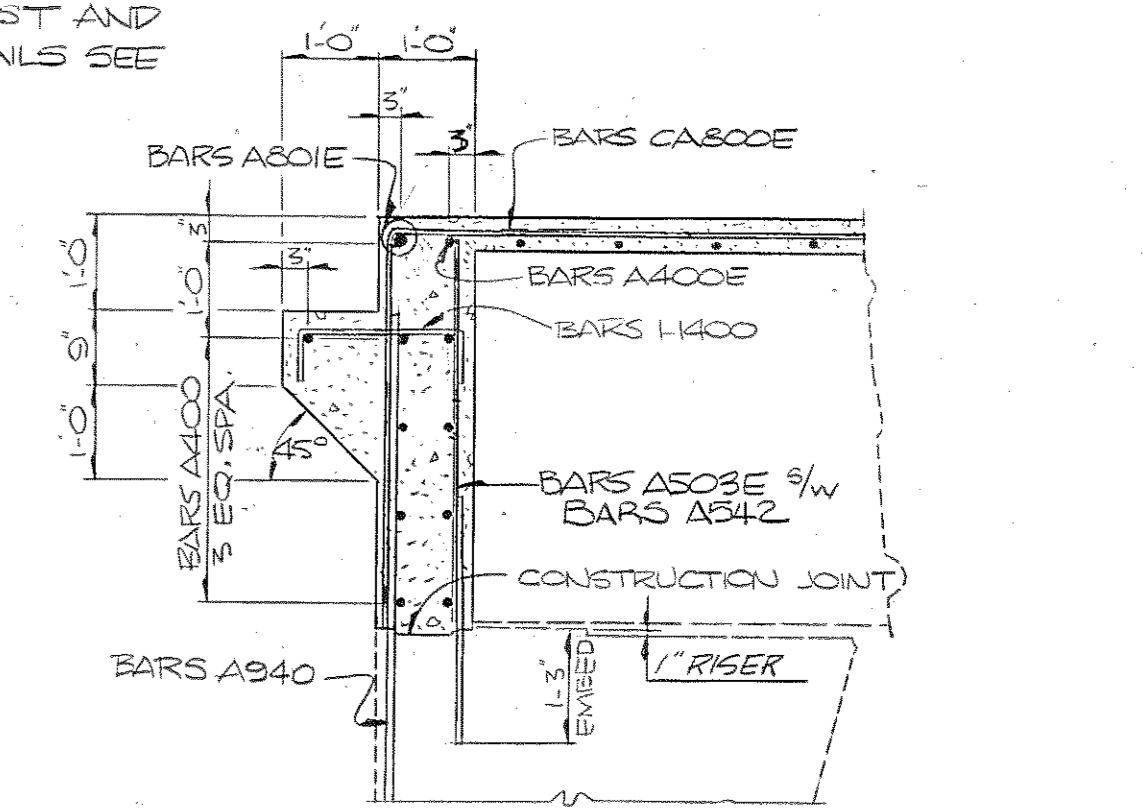 ST AND
NILS SEE
1'-0" 1'-0"
3"
3"
BARS A801E
BARS CA800E
3"
1'-0"
1'-0"
3"
BARS A400E
BARS H400
9"
1'-0"
45°
BARS A400
3 EQ. SPA.
BARS A503E S/W
BARS A542
CONSTRUCTION JOINT
BARS A940
1'-3"
EMBED
1" RISER